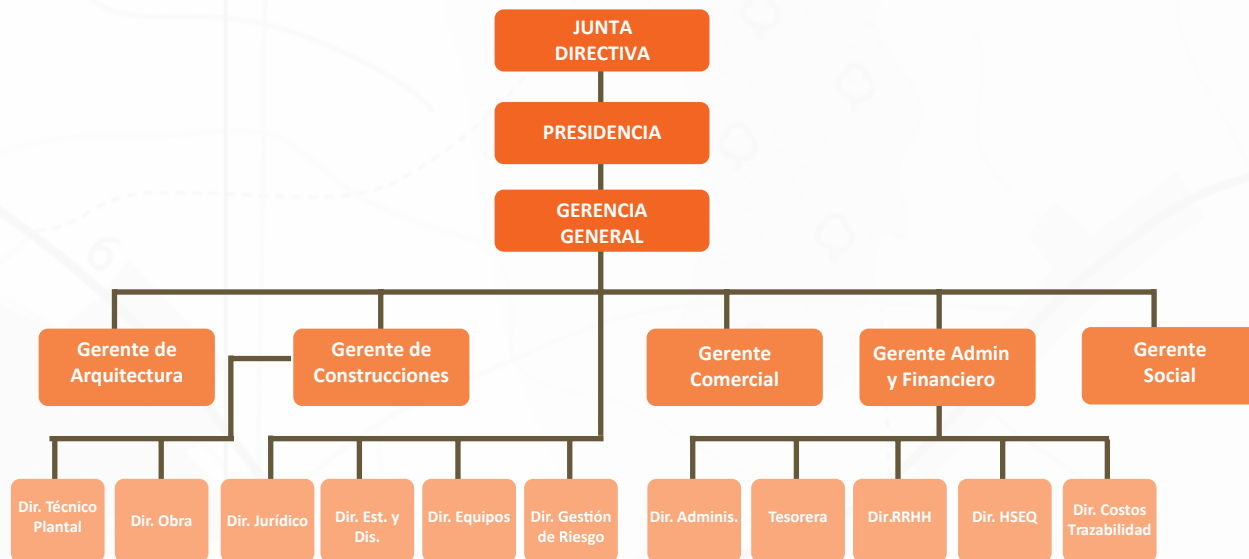 JUNTA
DIRECTIVA
PRESIDENCIA
GERENCIA
GENERAL
6
Gerente de
Arquitectura
Gerente de
Construcciones
Gerente
Comercial
Gerente Admin
y Financiero
Gerente
Social
Dir. Técnico
Plantal
Dir. Obra
Dir. Jurídico
Dir. Est. y
Dis.
Dir. Equipos
Dir. Gestión
de Riesgo
Dir. Adminis.
Tesorera
Dir.RRHH
Dir. HSEQ
Dir. Costos
Trazabilidad